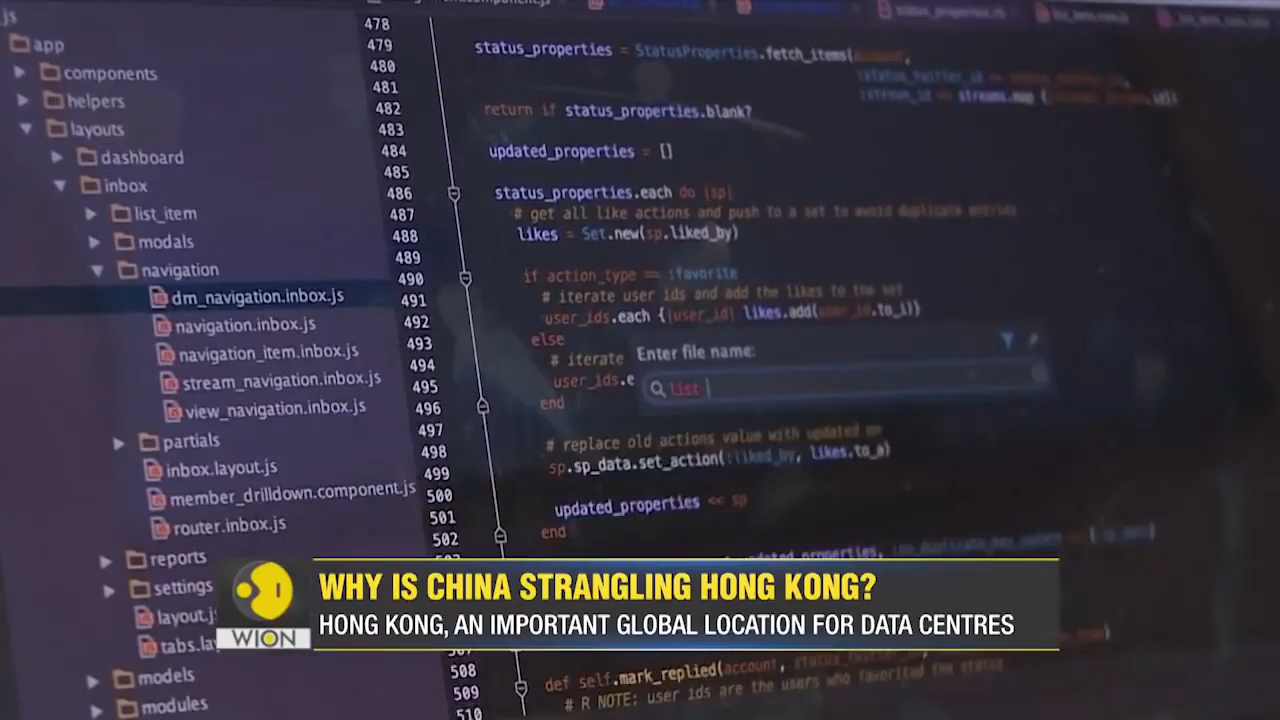 js
app
components
helpers
layouts
dashboard
inbox
list_item
modals
navigation
dm_navigation.inbox.js
navigation.inbox.js
navigation_item.inbox.js
stream_navigation.inbox.js
view_navigation.inbox.js
partials
inbox.layout.js
member_drilldown.component.js
router.inbox.js
reports
settings
layout.js
tabs.la
models
modules
478
479 status_properties = StatusProperties.fetch_items(account,
480
481
482 return if status_properties.blank?
483
484 updated_properties = []
485
486 status_properties.each do |sp|
487 # get all like actions and push to a set to avoid duplicate entries
488 likes = Set.new(sp.liked_by)
489
490 if action_type == :favorite
491 # iterate user ids and add the likes to the set
492 user_ids.each {|user_id| likes.add(user_id.to_i)}
493 else
494 # iterate
495 user_ids.e
496 end
497
498 # replace old actions value with updated
499 sp.sp_data.set_action(:liked_by, likes.to_a)
500
501 updated_properties << sp
502 end
508
509 def self.mark_replied(account,
510 # R NOTE: user ids are the users who favorited the status
Enter file name:
list
WION
WHY IS CHINA STRANGLING HONG KONG?
HONG KONG, AN IMPORTANT GLOBAL LOCATION FOR DATA CENTRES